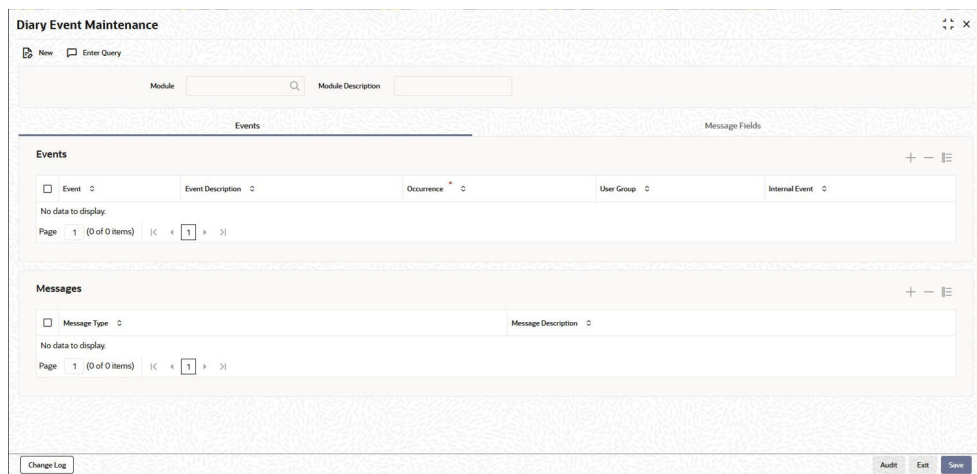 Diary Event Maintenance
New Enter Query
Module Module Description
Events Message Fields
Events
Event Event Description Occurrence * User Group Internal Event
No data to display.
Page 1 (0 of 0 items) 1
Messages
Message Type Message Description
No data to display.
Page 1 (0 of 0 items) 1
Change Log Audit Exit Save